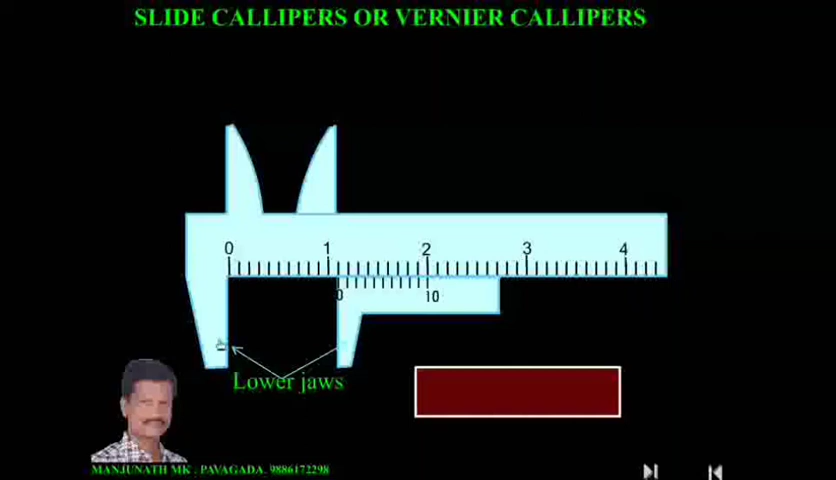 SLIDE CALLIPERS OR VERNIER CALLIPERS
0 1 2 3 4
0 10
Lower jaws
MANJUNATH MK . PAVAGADA. 9886172298